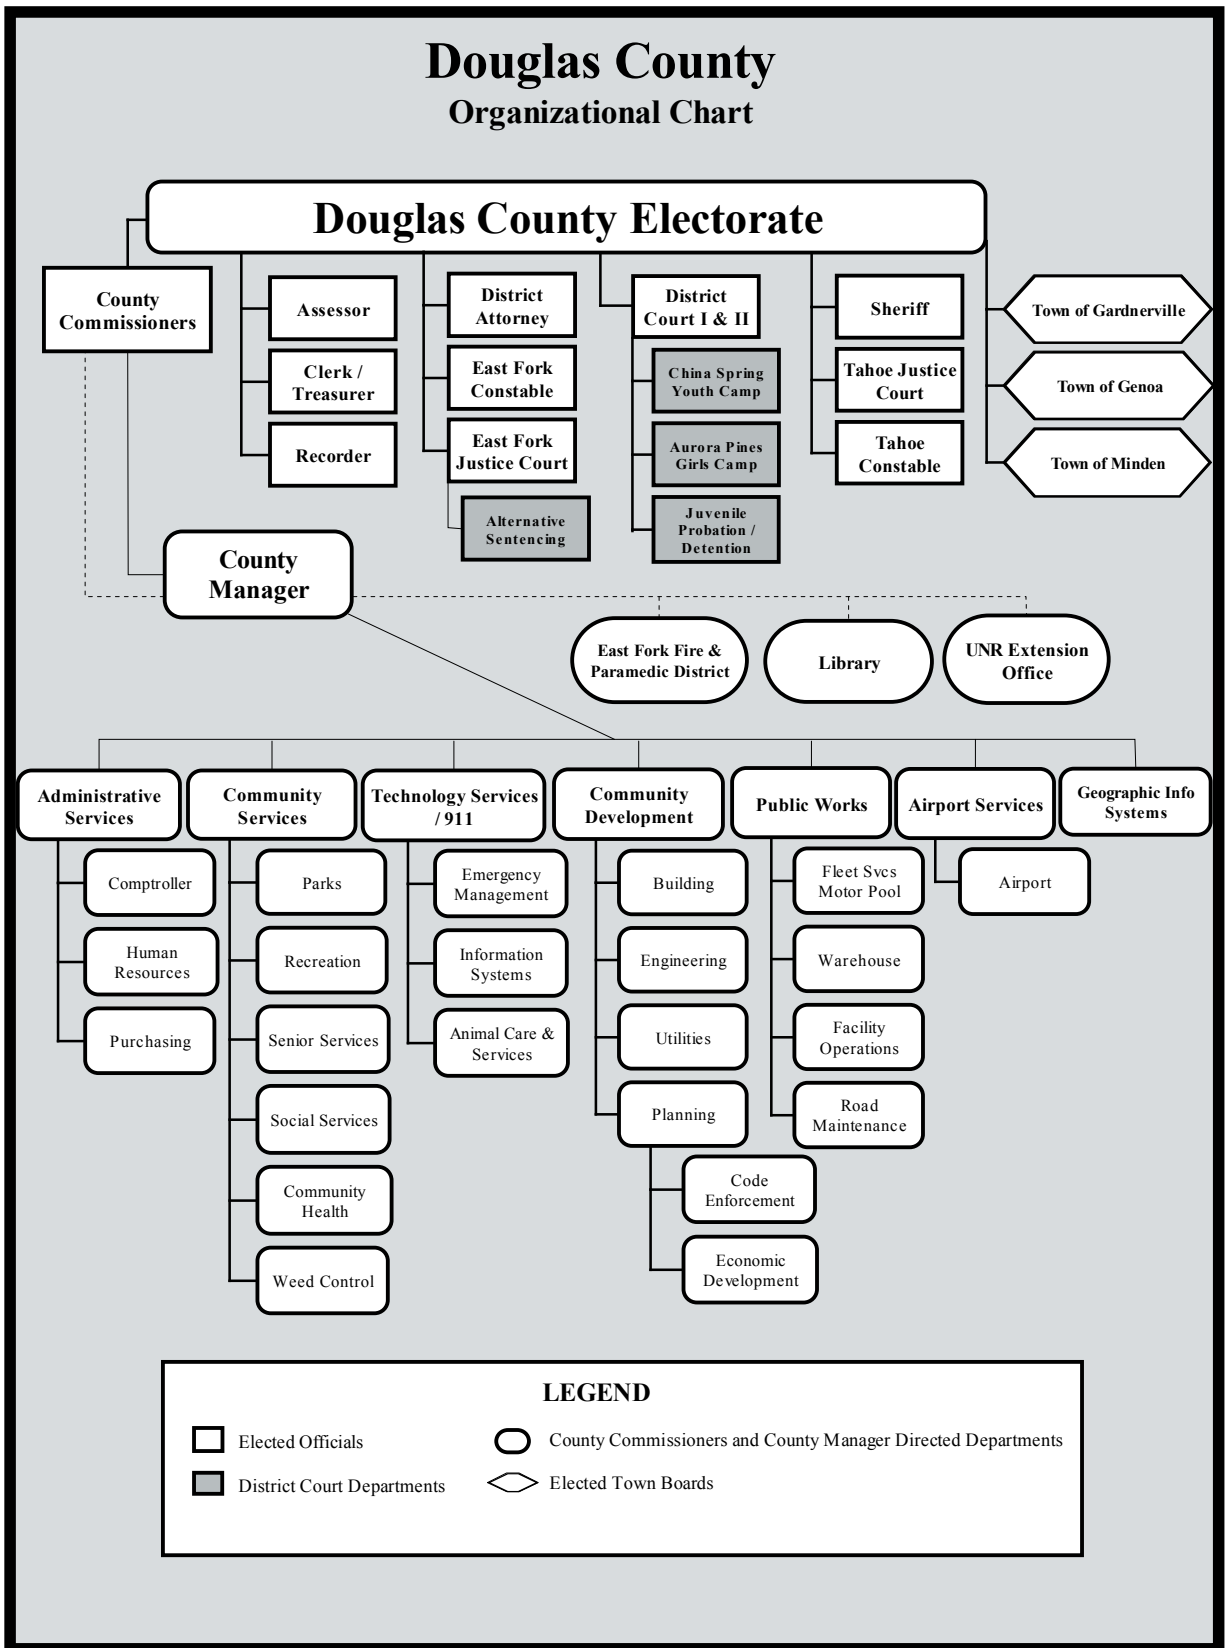 Douglas County
Organizational Chart
Douglas County Electorate
County
Commissioners
Assessor
Clerk /
Treasurer
Recorder
District
Attorney
East Fork
Constable
East Fork
Justice Court
Alternative
Sentencing
District
Court I & II
China Spring
Youth Camp
Aurora Pines
Girls Camp
Juvenile
Probation /
Detention
Sheriff
Tahoe Justice
Court
Tahoe
Constable
Town of Gardnerville
Town of Genoa
Town of Minden
County
Manager
East Fork Fire &
Paramedic District
Library
UNR Extension
Office
Administrative
Services
Comptroller
Human
Resources
Purchasing
Community
Services
Parks
Recreation
Senior Services
Social Services
Community
Health
Weed Control
Technology Services
/ 911
Emergency
Management
Information
Systems
Animal Care &
Services
Community
Development
Building
Engineering
Utilities
Planning
Code
Enforcement
Economic
Development
Public Works
Fleet Svcs
Motor Pool
Warehouse
Facility
Operations
Road
Maintenance
Airport Services
Airport
Geographic Info
Systems
LEGEND
Elected Officials
County Commissioners and County Manager Directed Departments
District Court Departments
Elected Town Boards